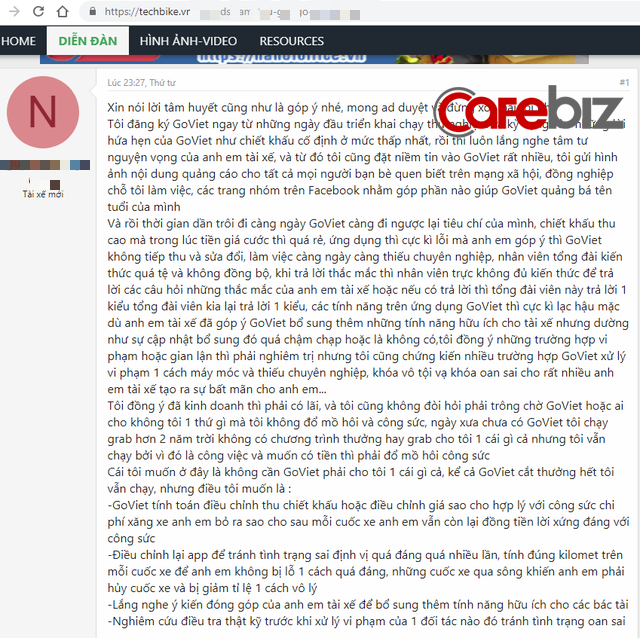 https://techbike.vr
HOME
DIỄN ĐÀN
HÌNH ẢNH-VIDEO
RESOURCES
N
Tài xế mới
Lúc 23:27, Thứ tư
#1
Cafebiz
Xin nói lời tâm huyết cũng như là góp ý nhé, mong ad duyệt và đừng
Tôi đăng ký GoViet ngay từ những ngày đầu triển khai chạy thử
hứa hẹn của GoViet như chiết khấu cố định ở mức thấp nhất, rồi thì luôn lắng nghe tâm tư
nguyện vọng của anh em tài xế, và từ đó cũng đặt niềm tin vào GoViet rất nhiều, tôi gửi hình
ảnh nội dung quảng cáo cho tất cả mọi người bạn bè quen biết trên mạng xã hội, đồng nghiệp
chỗ tôi làm việc, các trang nhóm trên Facebook nhằm góp phần nào giúp GoViet quảng bá tên
tuổi của mình
Và rồi thời gian dần trôi đi càng ngày GoViet càng đi ngược lại tiêu chí của mình, chiết khấu thu
cao mà trong lúc tiền giá cước thì quá rẻ, ứng dụng thì cực kì lỗi mà anh em góp ý thì GoViet
không tiếp thu và sửa đổi, làm việc càng ngày càng thiếu chuyên nghiệp, nhân viên tổng đài kiến
thức quá tệ và không đồng bộ, khi trả lời thắc mắc thì nhân viên trực không đủ kiến thức để trả
lời các câu hỏi những thắc mắc của anh em tài xế hoặc nếu có trả lời thì tổng đài viên này trả lời 1
kiểu tổng đài viên kia lại trả lời 1 kiểu, các tính năng trên ứng dụng GoViet thì cực kì lạc hậu mặc
dù anh em tài xế đã góp ý GoViet bổ sung thêm những tính năng hữu ích cho tài xế nhưng dường
như sự cập nhật bổ sung đó quá chậm chạp hoặc là không có,tôi đồng ý những trường hợp vi
phạm hoặc gian lận thì phải nghiêm trị nhưng tôi cũng chứng kiến nhiều trường hợp GoViet xử lý
vi phạm 1 cách máy móc và thiếu chuyên nghiệp, khóa vô tội vạ khóa oan sai cho rất nhiều anh
em tài xế tạo ra sự bất mãn cho anh em...
Tôi đồng ý đã kinh doanh thì phải có lãi, và tôi cũng không đòi hỏi phải trông chờ GoViet hoặc ai
cho không tôi 1 thứ gì mà tôi không đổ mồ hôi và công sức, ngày xưa chưa có GoViet tôi chạy
grab hơn 2 năm trời không có chương trình thưởng hay grab cho tôi 1 cái gì cả nhưng tôi vẫn
chạy bởi vì đó là công việc và muốn có tiền thì phải đổ mồ hôi công sức
Cái tôi muốn ở đây là không cần GoViet phải cho tôi 1 cái gì cả, kể cả GoViet cắt thưởng hết tôi
vẫn chạy, nhưng điều tôi muốn là :
-GoViet tính toán điều chỉnh thu chiết khấu hoặc điều chỉnh giá sao cho hợp lý với công sức chi
phí xăng xe anh em bỏ ra sao cho sau mỗi cuốc xe anh em vẫn còn lại đồng tiền lời xứng đáng với
công sức
-Điều chỉnh lại app để tránh tình trạng sai định vị quá đáng quá nhiều lần, tính đúng kilomet trên
mỗi cuốc xe để anh em không bị lỗ 1 cách quá đáng, những cuốc xe qua sông khiến anh em phải
hủy cuốc xe và bị giảm tỉ lệ 1 cách vô lý
-Lắng nghe ý kiến đóng góp của anh em tài xế để bổ sung thêm tính năng hữu ích cho các bác tài
-Nghiêm cứu điều tra thật kỹ trước khi xử lý vi phạm của 1 đối tác nào đó tránh tình trạng oan sai